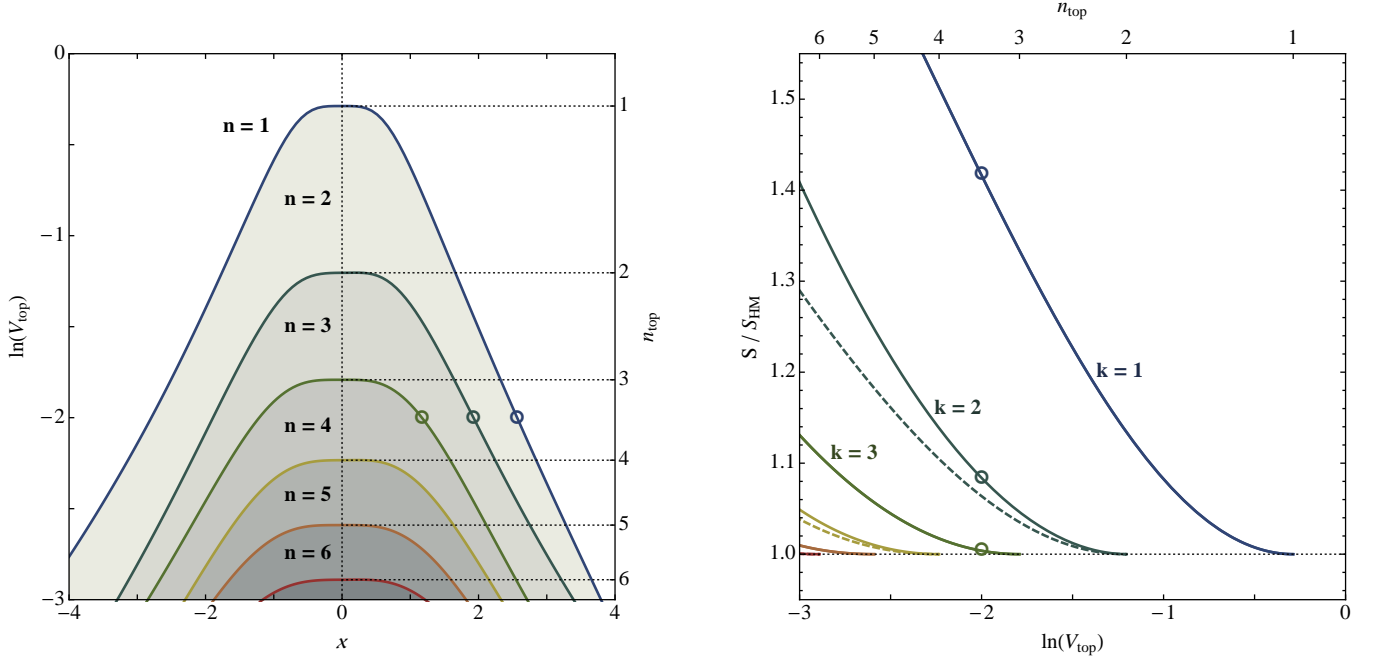 0
−1
−2
−3
ln(V_top)
−4
−2
0
2
4
x
1
2
3
4
5
6
n_top
n = 1
n = 2
n = 3
n = 4
n = 5
n = 6
n_top
6
5
4
3
2
1
1.5
1.4
1.3
1.2
1.1
1.0
S / S_HM
k = 1
k = 2
k = 3
−3
−2
−1
0
ln(V_top)